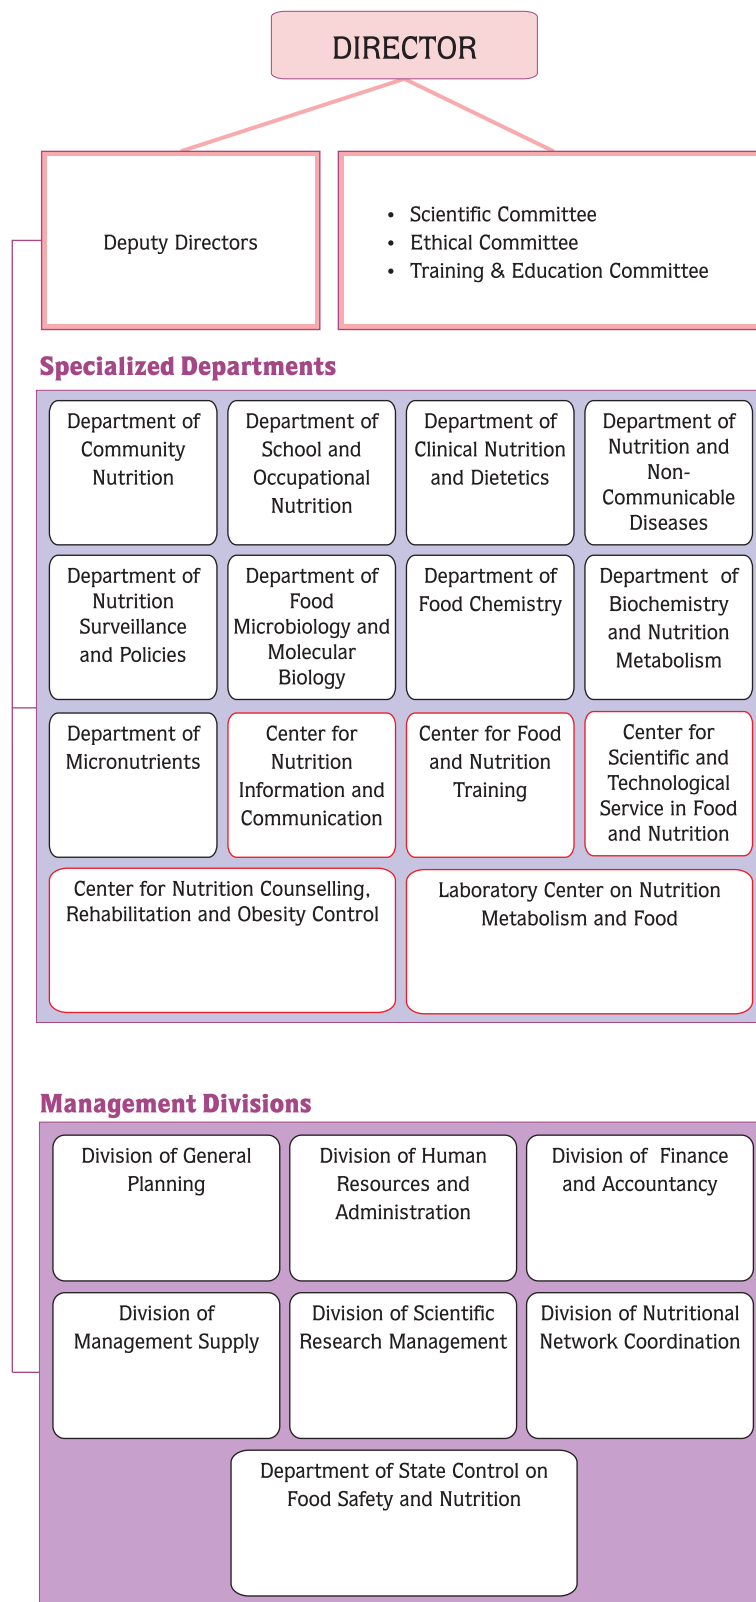 DIRECTOR
Deputy Directors
• Scientific Committee
• Ethical Committee
• Training & Education Committee
Specialized Departments
Department of
Community
Nutrition
Department of
School and
Occupational
Nutrition
Department of
Clinical Nutrition
and Dietetics
Department of
Nutrition and
Non-
Communicable
Diseases
Department of
Nutrition
Surveillance
and Policies
Department of
Food
Microbiology and
Molecular
Biology
Department of
Food Chemistry
Department of
Biochemistry
and Nutrition
Metabolism
Department of
Micronutrients
Center for
Nutrition
Information and
Communication
Center for Food
and Nutrition
Training
Center for
Scientific and
Technological
Service in Food
and Nutrition
Center for Nutrition Counselling,
Rehabilitation and Obesity Control
Laboratory Center on Nutrition
Metabolism and Food
Management Divisions
Division of General
Planning
Division of Human
Resources and
Administration
Division of Finance
and Accountancy
Division of
Management Supply
Division of Scientific
Research Management
Division of Nutritional
Network Coordination
Department of State Control on
Food Safety and Nutrition